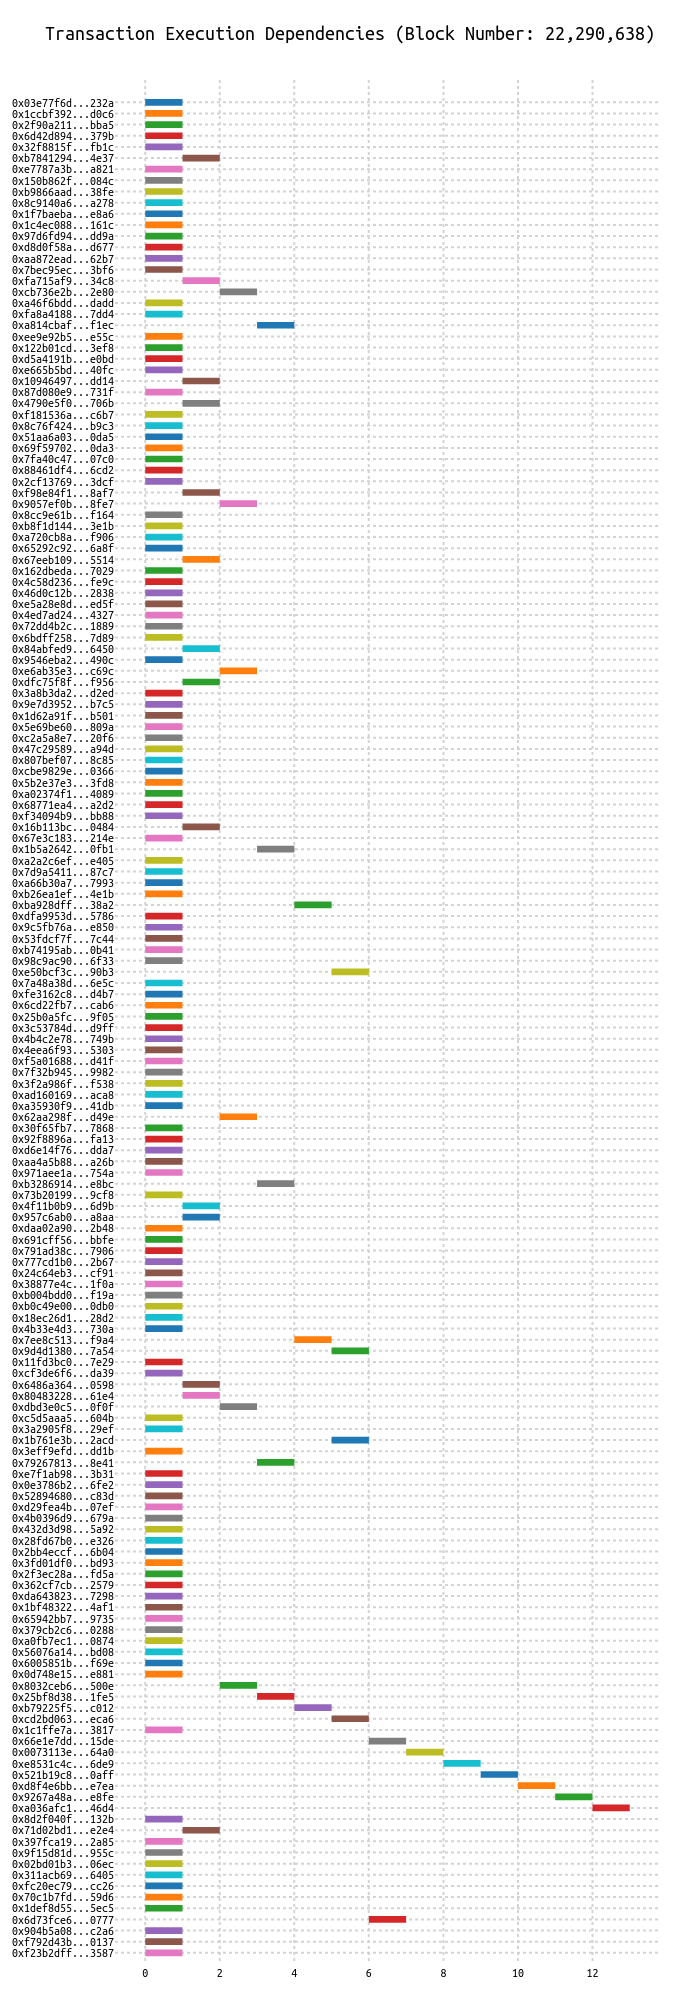 Transaction Execution Dependencies (Block Number: 22,290,638)
0x03e77f6d...232a
0x1ccbf392...d0c6
0x2f90a211...bba5
0x6d42d894...379b
0x32f8815f...fb1c
0xb7841294...4e37
0xe7787a3b...a821
0x150b862f...084c
0xb9866aad...38fe
0x8c9140a6...a278
0x1f7baeba...e8a6
0x1c4ec088...161c
0x97d6fd94...dd9a
0xd8d0f58a...d677
0xaa872ead...62b7
0x7bec95ec...3bf6
0xfa715af9...34c8
0xcb736e2b...2e80
0xa46f6bdd...dadd
0xfa8a4188...7dd4
0xa814cbaf...f1ec
0xee9e92b5...e55c
0x122b01cd...3ef8
0xd5a4191b...e0bd
0xe665b5bd...40fc
0x10946497...dd14
0x87d080e9...731f
0x4790e5f0...706b
0xf181536a...c6b7
0x8c76f424...b9c3
0x51aa6a03...0da5
0x69f59702...0da3
0x7fa40c47...07c0
0x88461df4...6cd2
0x2cf13769...3dcf
0xf98e84f1...8af7
0x9057ef0b...8fe7
0x8cc9e61b...f164
0xb8f1d144...3e1b
0xa720cb8a...f906
0x65292c92...6a8f
0x67eeb109...5514
0x162dbeda...7029
0x4c58d236...fe9c
0x46d0c12b...2838
0xe5a28e8d...ed5f
0x4ed7ad24...4327
0x72dd4b2c...1889
0x6bdff258...7d89
0x84abfed9...6450
0x9546eba2...490c
0xe6ab35e3...c69c
0xdfc75f8f...f956
0x3a8b3da2...d2ed
0x9e7d3952...b7c5
0x1d62a91f...b501
0x5e69be60...809a
0xc2a5a8e7...20f6
0x47c29589...a94d
0x807bef07...8c85
0xcbe9829e...0366
0x5b2e37e3...3fd8
0xa02374f1...4089
0x68771ea4...a2d2
0xf34094b9...bb88
0x16b113bc...0484
0x67e3c183...214e
0x1b5a2642...0fb1
0xa2a2c6ef...e405
0x7d9a5411...87c7
0xa66b30a7...7993
0xb26ea1ef...4e1b
0xba928dff...38a2
0xdfa9953d...5786
0x9c5fb76a...e850
0x53fdcf7f...7c44
0xb74195ab...0b41
0x98c9ac90...6f33
0xe50bcf3c...90b3
0x7a48a38d...6e5c
0xfe3162c8...d4b7
0x6cd22fb7...cab6
0x25b0a5fc...9f05
0x3c53784d...d9ff
0x4b4c2e78...749b
0x4eea6f93...5303
0xf5a01688...d41f
0x7f32b945...9982
0x3f2a986f...f538
0xad160169...aca8
0xa35930f9...41db
0x62aa298f...d49e
0x30f65fb7...7868
0x92f8896a...fa13
0xd6e14f76...dda7
0xaa4a5b88...a26b
0x971aee1a...754a
0xb3286914...e8bc
0x73b20199...9cf8
0x4f11b0b9...6d9b
0x957c6ab0...a8aa
0xdaa02a90...2b48
0x691cff56...bbfe
0x791ad38c...7906
0x777cd1b0...2b67
0x24c64eb3...cf91
0x38877e4c...1f0a
0xb004bdd0...f19a
0xb0c49e00...0db0
0x18ec26d1...28d2
0x4b33e4d3...730a
0x7ee8c513...f9a4
0x9d4d1380...7a54
0x11fd3bc0...7e29
0xcf3de6f6...da39
0x6486a364...0598
0x80483228...61e4
0xdbd3e0c5...0f0f
0xc5d5aaa5...604b
0x3a2905f8...29ef
0x1b761e3b...2acd
0x3eff9efd...dd1b
0x79267813...8e41
0xe7f1ab98...3b31
0x0e3786b2...6fe2
0x52894680...c83d
0xd29fea4b...07ef
0x4b0396d9...679a
0x432d3d98...5a92
0x28fd67b0...e326
0x2bb4eccf...6b04
0x3fd01df0...bd93
0x2f3ec28a...fd5a
0x362cf7cb...2579
0xda643823...7298
0x1bf48322...4af1
0x65942bb7...9735
0x379cb2c6...0288
0xa0fb7ec1...0874
0x56076a14...bd08
0x6005851b...f69e
0x0d748e15...e881
0x8032ceb6...500e
0x25bf8d38...1fe5
0xb79225f5...c012
0xcd2bd063...eca6
0x1c1ffe7a...3817
0x66e1e7dd...15de
0x0073113e...64a0
0xe8531c4c...6de9
0x521b19c8...0aff
0xd8f4e6bb...e7ea
0x9267a48a...e8fe
0xa036afc1...46d4
0x8d2f040f...132b
0x71d02bd1...e2e4
0x397fca19...2a85
0x9f15d81d...955c
0x02bd01b3...06ec
0x311acb69...6405
0xfc20ec79...cc26
0x70c1b7fd...59d6
0x1def8d55...5ec5
0x6d73fce6...0777
0x904b5a08...c2a6
0xf792d43b...0137
0xf23b2dff...3587
0 2 4 6 8 10 12